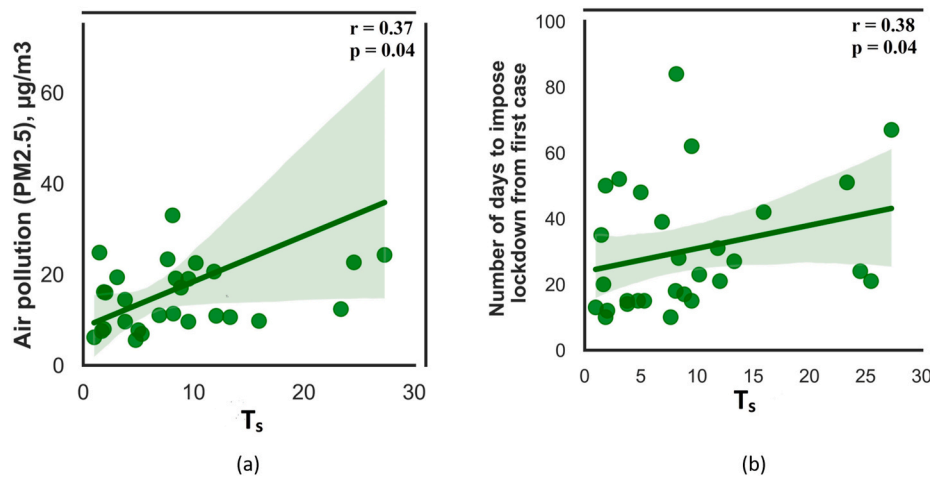 r = 0.37
p = 0.04
Air pollution (PM2.5), µg/m3
60
40
20
0
0
10
20
30
Ts
(a)
r = 0.38
p = 0.04
Number of days to impose
lockdown from first case
100
80
60
40
20
0
0
5
10
15
20
25
30
Ts
(b)